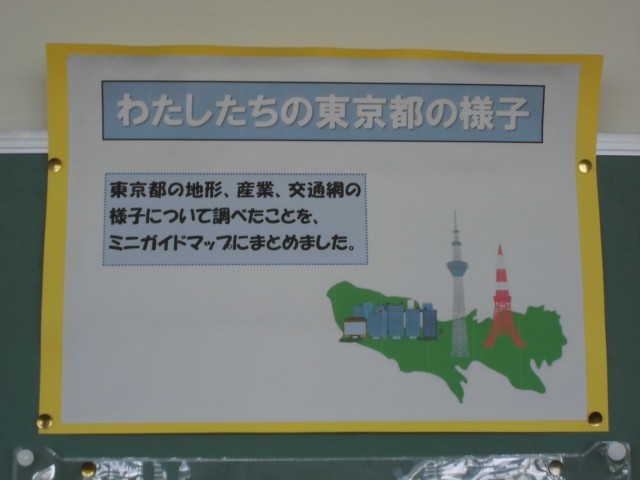 わたしたちの東京都の様子
東京都の地形、産業、交通網の
様子について調べたことを、
ミニガイドマップにまとめました。